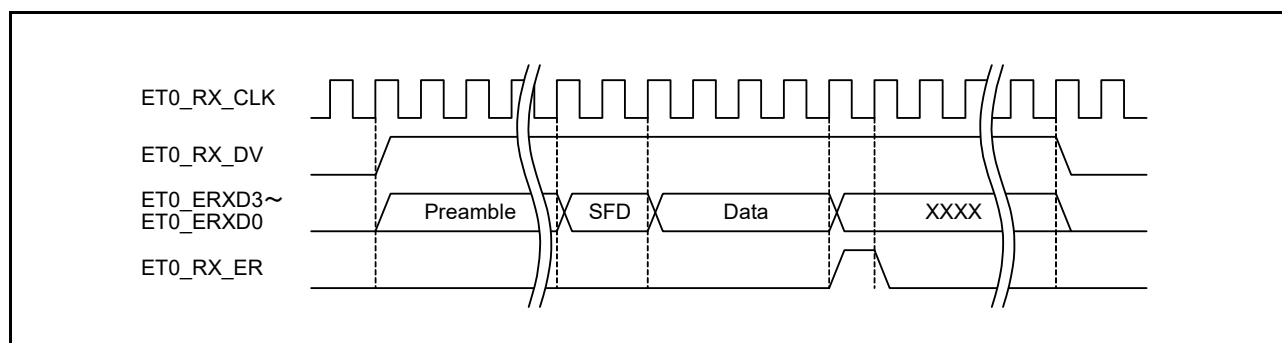 ET0_RX_CLK
ET0_RX_DV
ET0_ERXD3～
ET0_ERXD0
Preamble
SFD
Data
XXXX
ET0_RX_ER